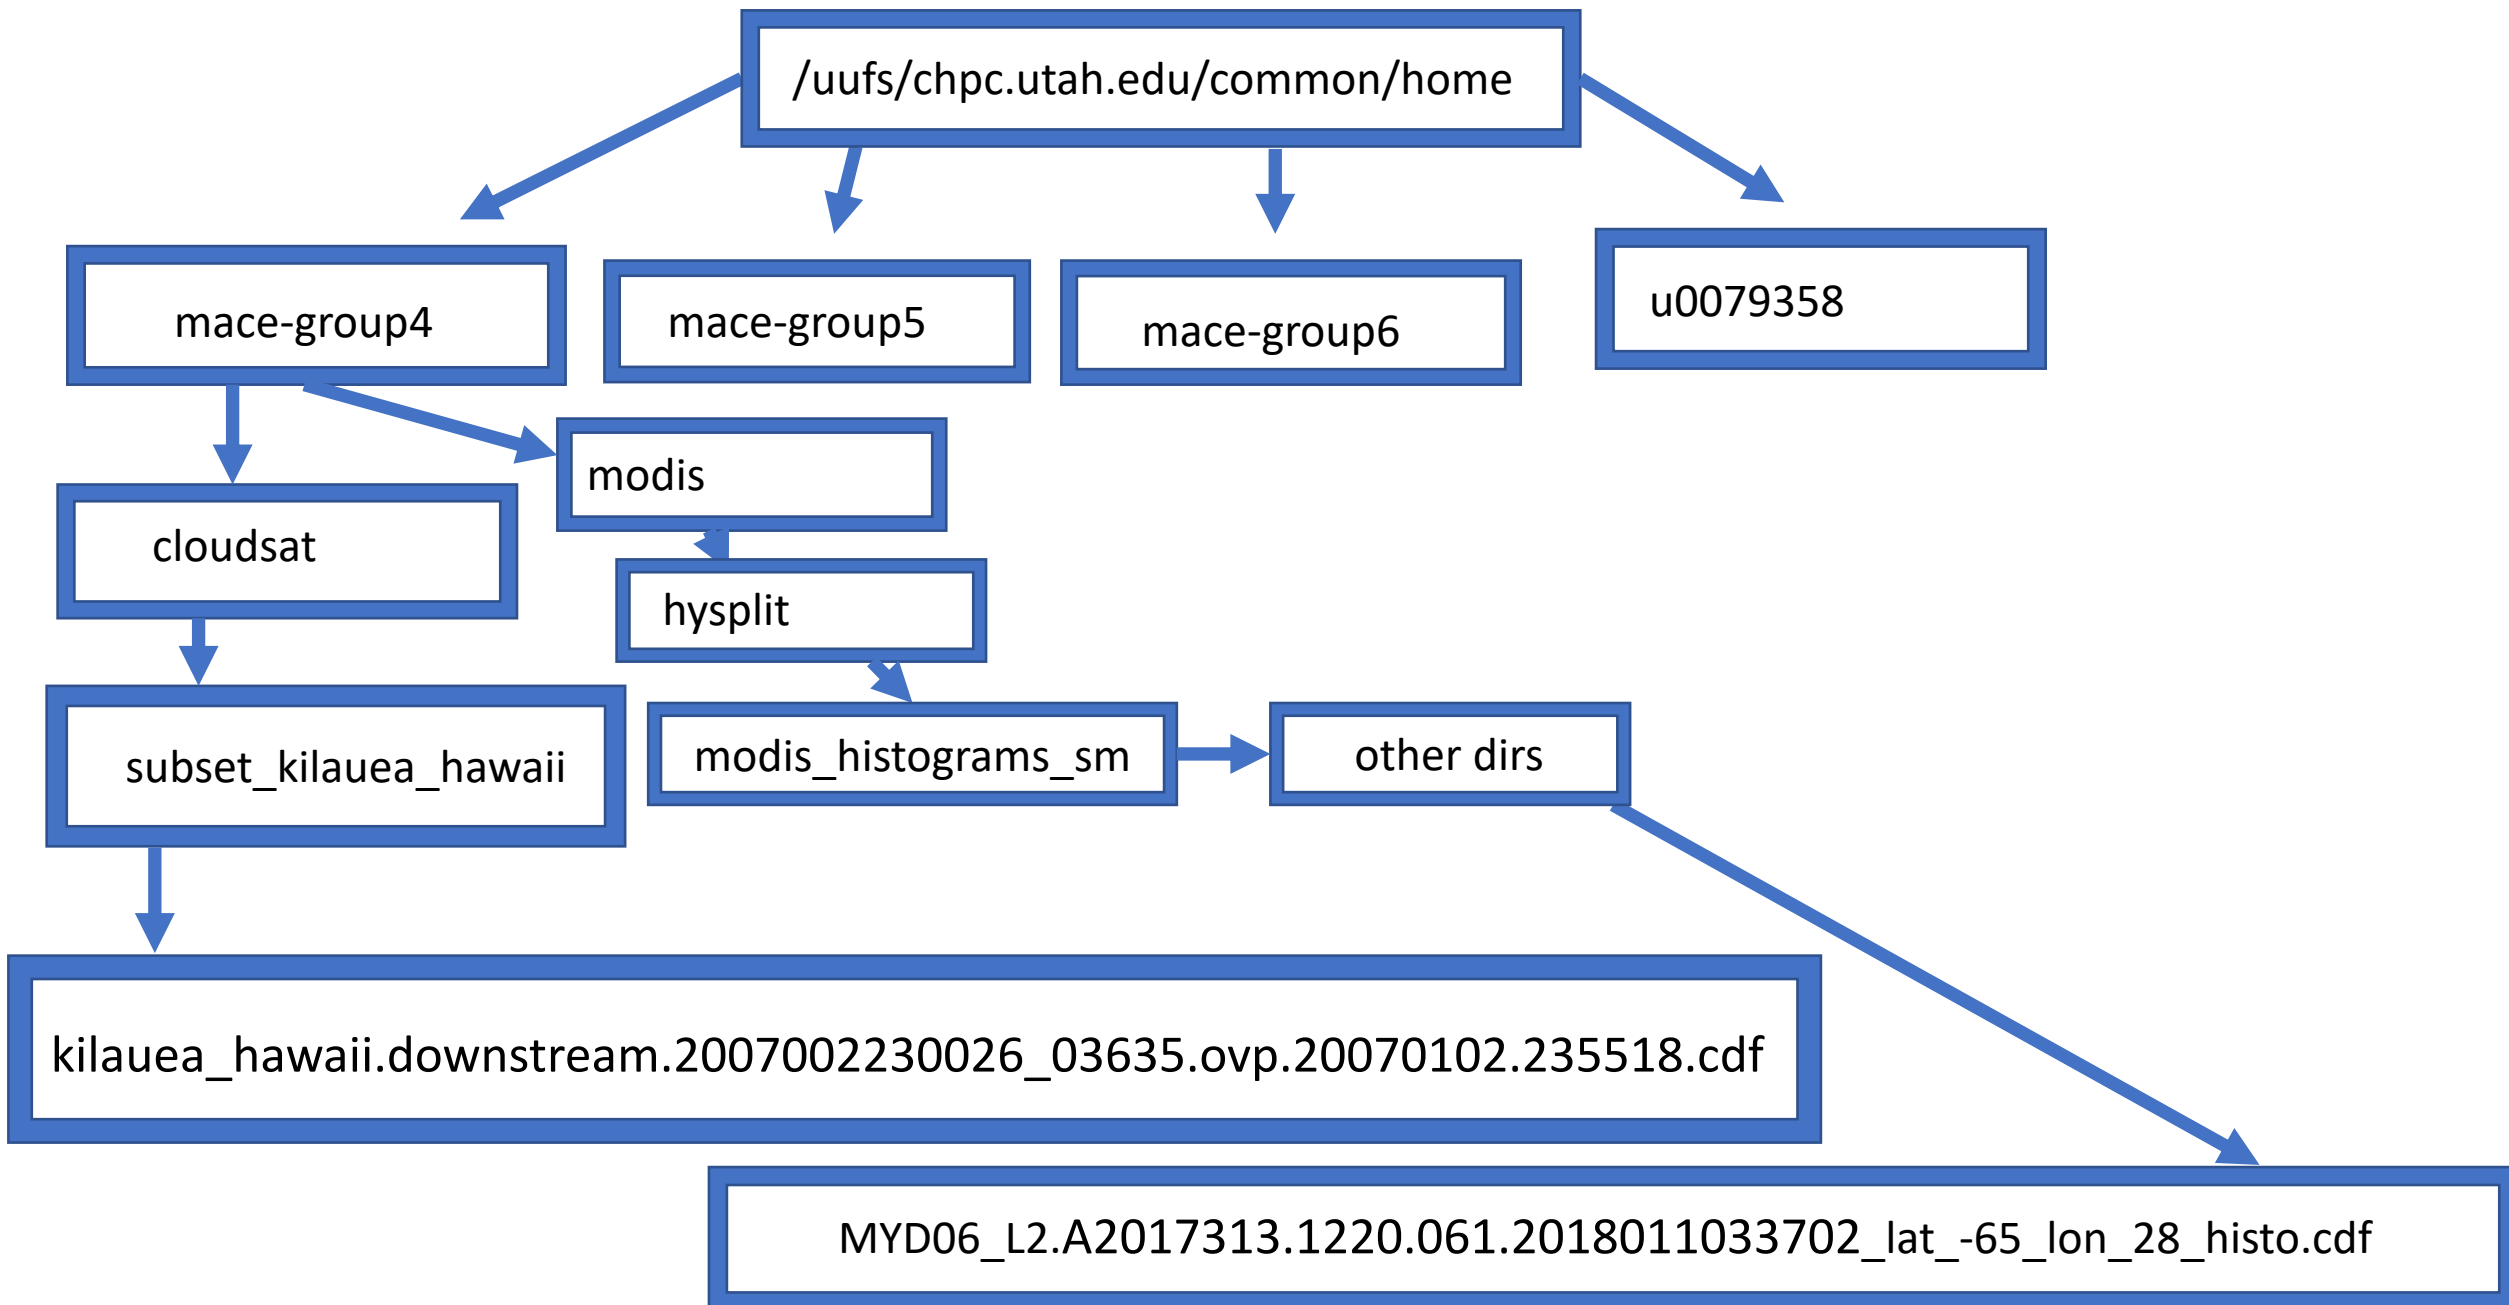 /uufs/chpc.utah.edu/common/home
mace-group4
mace-group5
mace-group6
u0079358
modis
cloudsat
hysplit
subset_kilauea_hawaii
modis_histograms_sm
other dirs
kilauea_hawaii.downstream.2007002230026_03635.ovp.20070102.235518.cdf
MYD06_L2.A2017313.1220.061.2018011033702_lat_-65_lon_28_histo.cdf